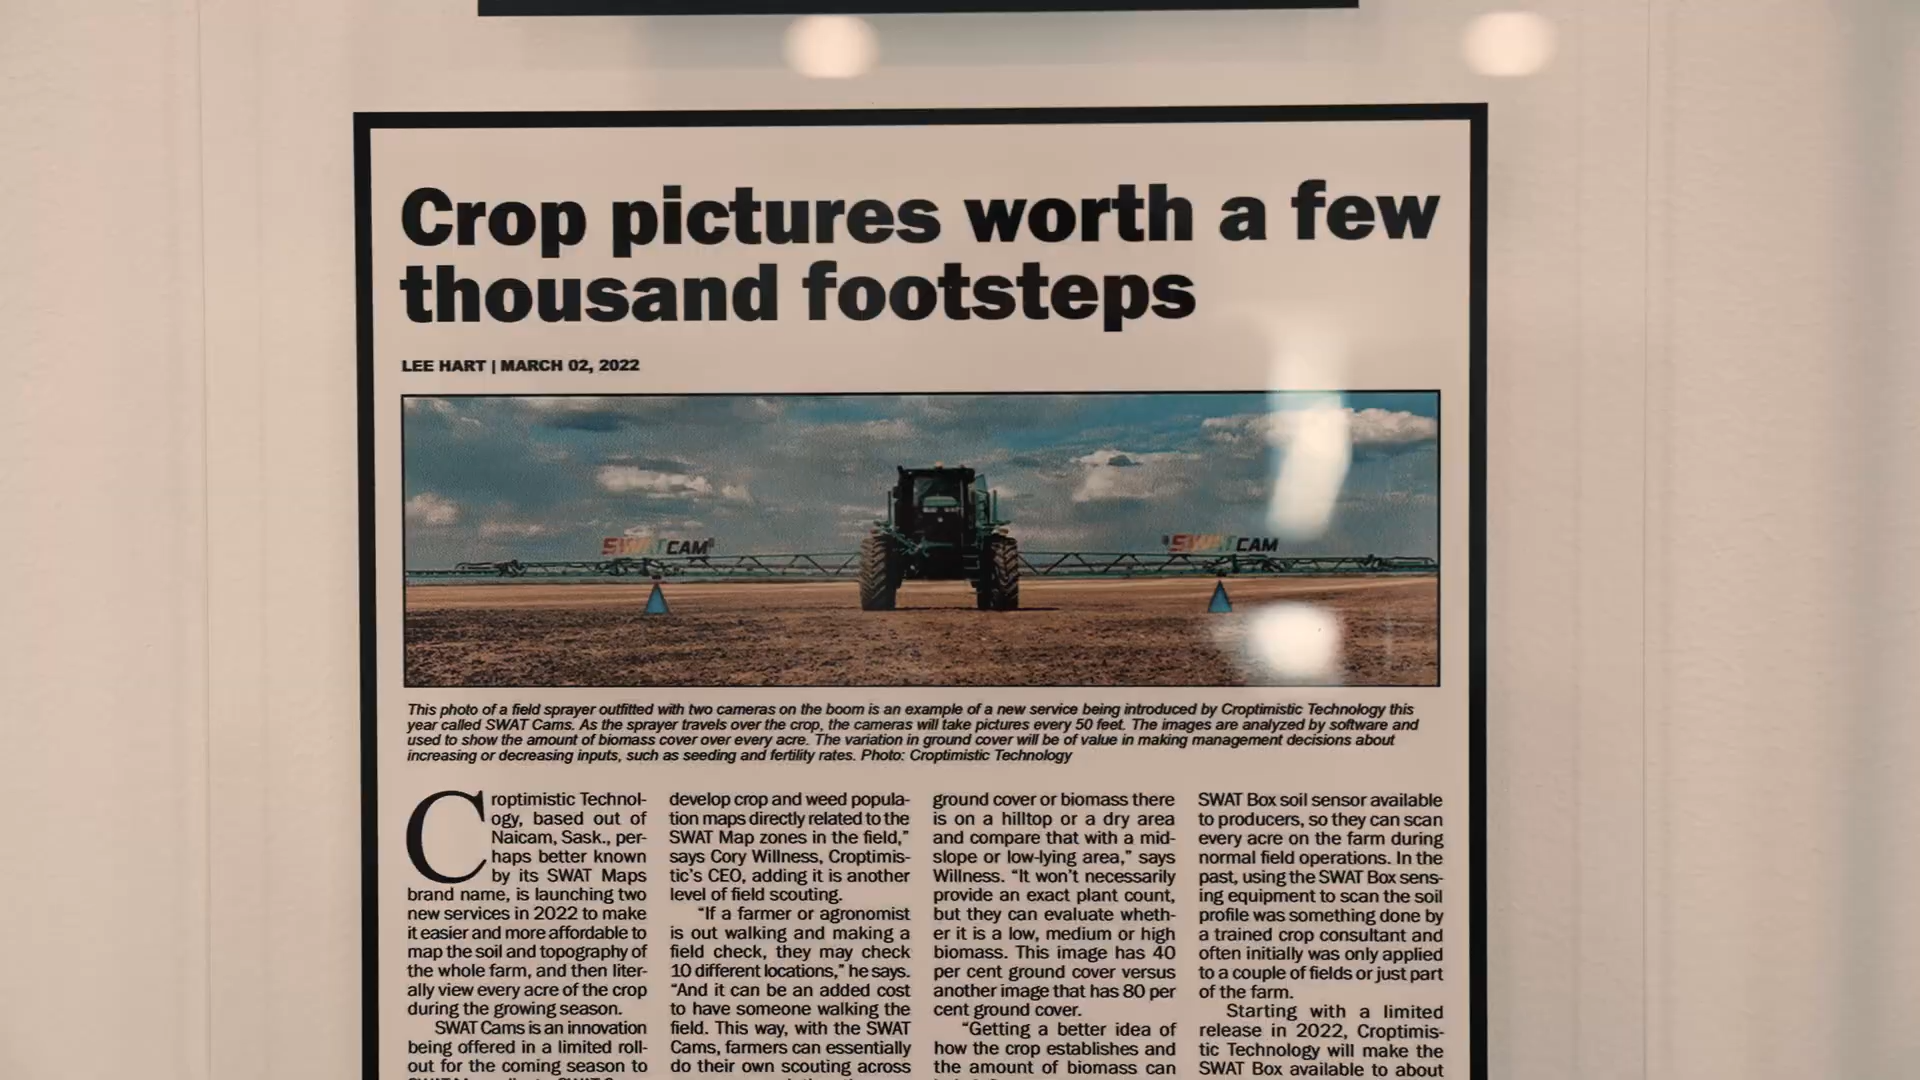 Crop pictures worth a few
thousand footsteps
LEE HART | MARCH 02, 2022
SWATCAM
SWATCAM
This photo of a field sprayer outfitted with two cameras on the boom is an example of a new service being introduced by Croptimistic Technology this
year called SWAT Cams. As the sprayer travels over the crop, the cameras will take pictures every 50 feet. The images are analyzed by software and
used to show the amount of biomass cover over every acre. The variation in ground cover will be of value in making management decisions about
increasing or decreasing inputs, such as seeding and fertility rates. Photo: Croptimistic Technology
Croptimistic Technol-
ogy, based out of
Naicam, Sask., per-
haps better known
by its SWAT Maps
brand name, is launching two
new services in 2022 to make
it easier and more affordable to
map the soil and topography of
the whole farm, and then liter-
ally view every acre of the crop
during the growing season.
SWAT Cams is an innovation
being offered in a limited roll-
out for the coming season to
develop crop and weed popula-
tion maps directly related to the
SWAT Map zones in the field,”
says Cory Willness, Croptimis-
tic’s CEO, adding it is another
level of field scouting.
“If a farmer or agronomist
is out walking and making a
field check, they may check
10 different locations,” he says.
“And it can be an added cost
to have someone walking the
field. This way, with the SWAT
Cams, farmers can essentially
do their own scouting across
ground cover or biomass there
is on a hilltop or a dry area
and compare that with a mid-
slope or low-lying area,” says
Willness. “It won’t necessarily
provide an exact plant count,
but they can evaluate wheth-
er it is a low, medium or high
biomass. This image has 40
per cent ground cover versus
another image that has 80 per
cent ground cover.
“Getting a better idea of
how the crop establishes and
the amount of biomass can
SWAT Box soil sensor available
to producers, so they can scan
every acre on the farm during
normal field operations. In the
past, using the SWAT Box sens-
ing equipment to scan the soil
profile was something done by
a trained crop consultant and
often initially was only applied
to a couple of fields or just part
of the farm.
Starting with a limited
release in 2022, Croptimis-
tic Technology will make the
SWAT Box available to about